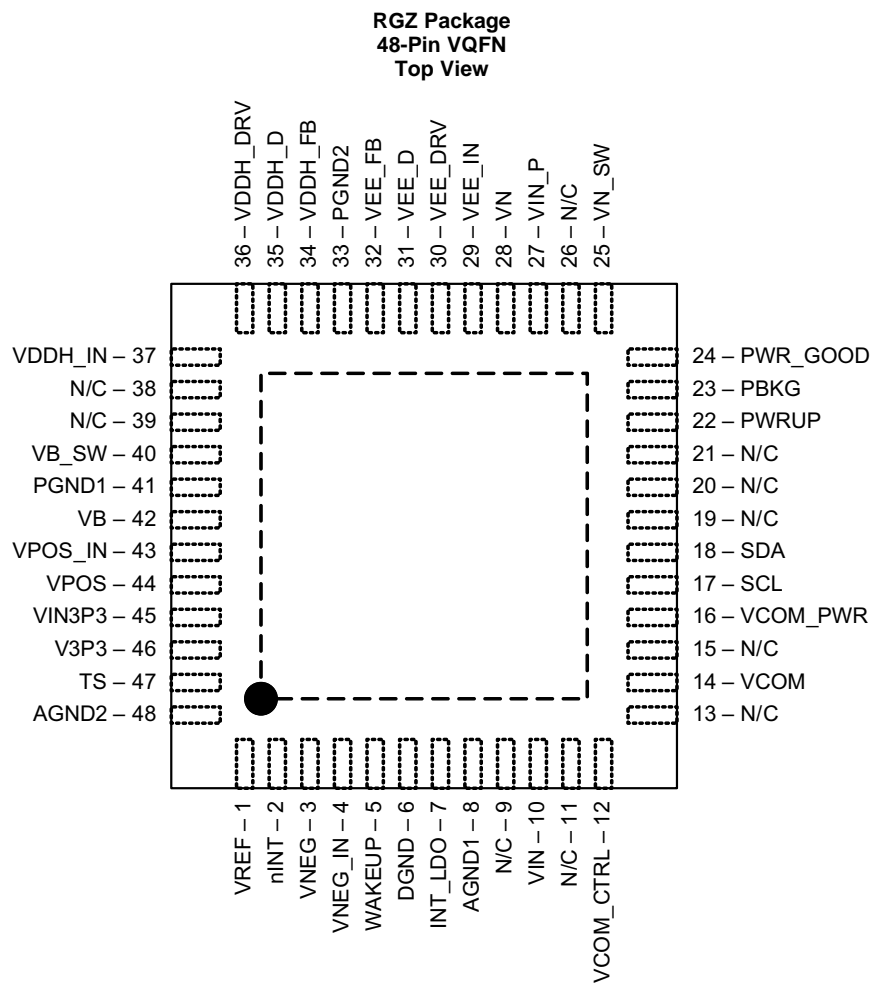 RGZ Package
48-Pin VQFN
Top View
36 – VDDH_DRV
35 – VDDH_D
34 – VDDH_FB
33 – PGND2
32 – VEE_FB
31 – VEE_D
30 – VEE_DRV
29 – VEE_IN
28 – VN
27 – VIN_P
26 – N/C
25 – VN_SW
VDDH_IN – 37
N/C – 38
N/C – 39
VB_SW – 40
PGND1 – 41
VB – 42
VPOS_IN – 43
VPOS – 44
VIN3P3 – 45
V3P3 – 46
TS – 47
AGND2 – 48
24 – PWR_GOOD
23 – PBKG
22 – PWRUP
21 – N/C
20 – N/C
19 – N/C
18 – SDA
17 – SCL
16 – VCOM_PWR
15 – N/C
14 – VCOM
13 – N/C
VREF – 1
nINT – 2
VNEG – 3
VNEG_IN – 4
WAKEUP – 5
DGND – 6
INT_LDO – 7
AGND1 – 8
N/C – 9
VIN – 10
N/C – 11
VCOM_CTRL – 12